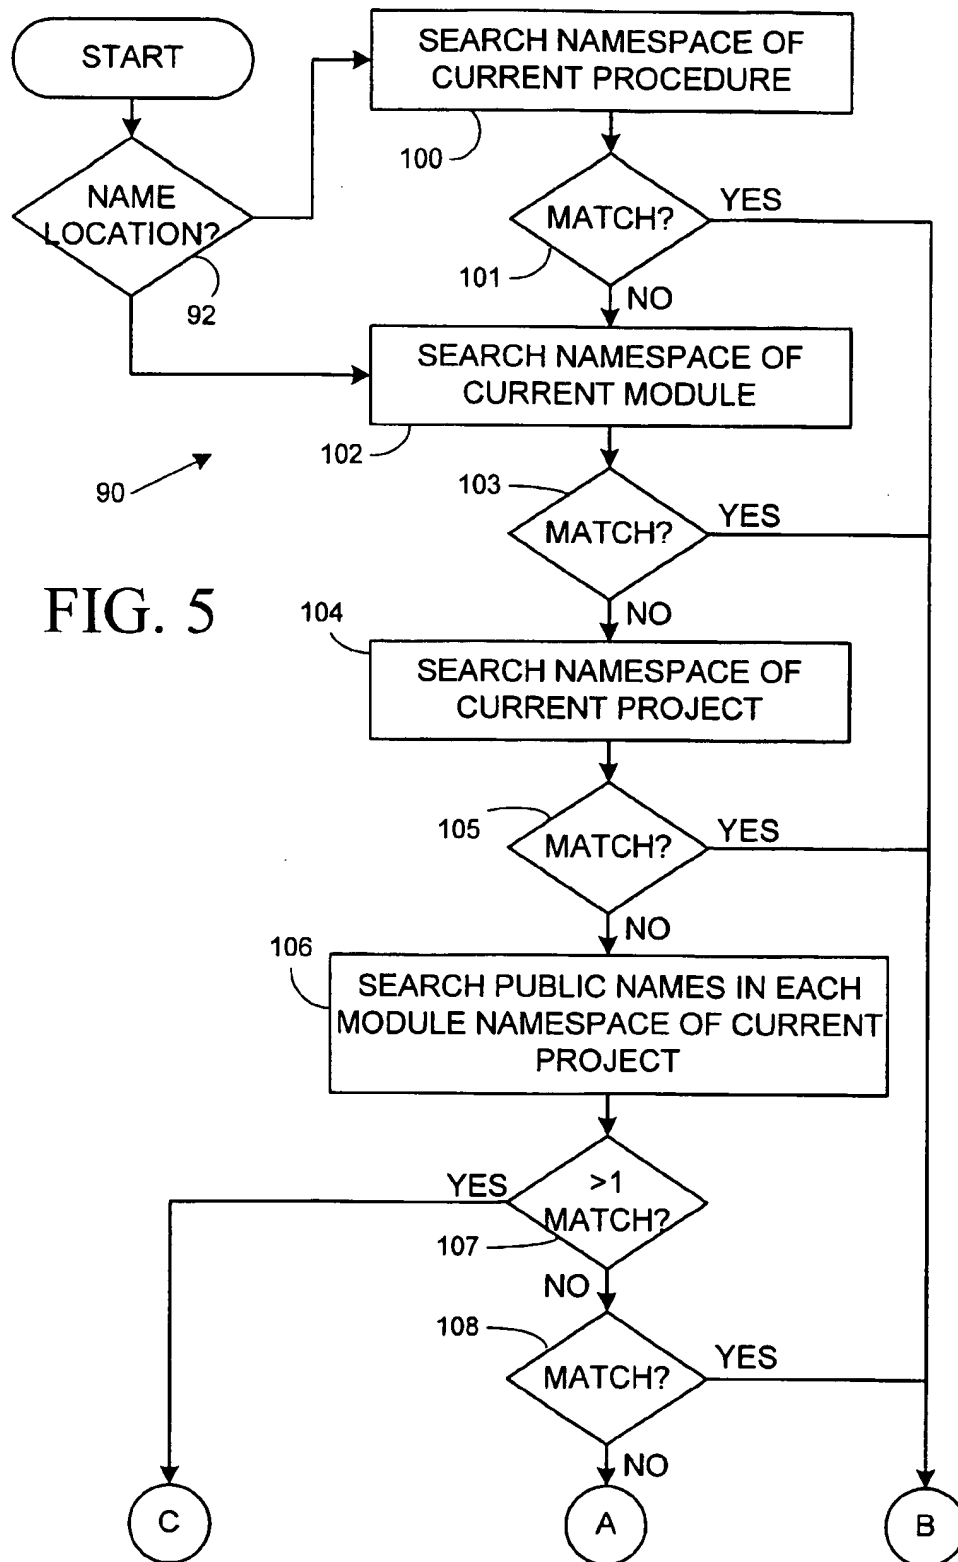 START
SEARCH NAMESPACE OF
CURRENT PROCEDURE
100
NAME
LOCATION?
92
MATCH?
YES
101
NO
SEARCH NAMESPACE OF
CURRENT MODULE
102
90
103
MATCH?
YES
NO
FIG. 5
104
SEARCH NAMESPACE OF
CURRENT PROJECT
105
MATCH?
YES
NO
106
SEARCH PUBLIC NAMES IN EACH
MODULE NAMESPACE OF CURRENT
PROJECT
YES
>1
MATCH?
107
NO
108
MATCH?
YES
NO
C
A
B